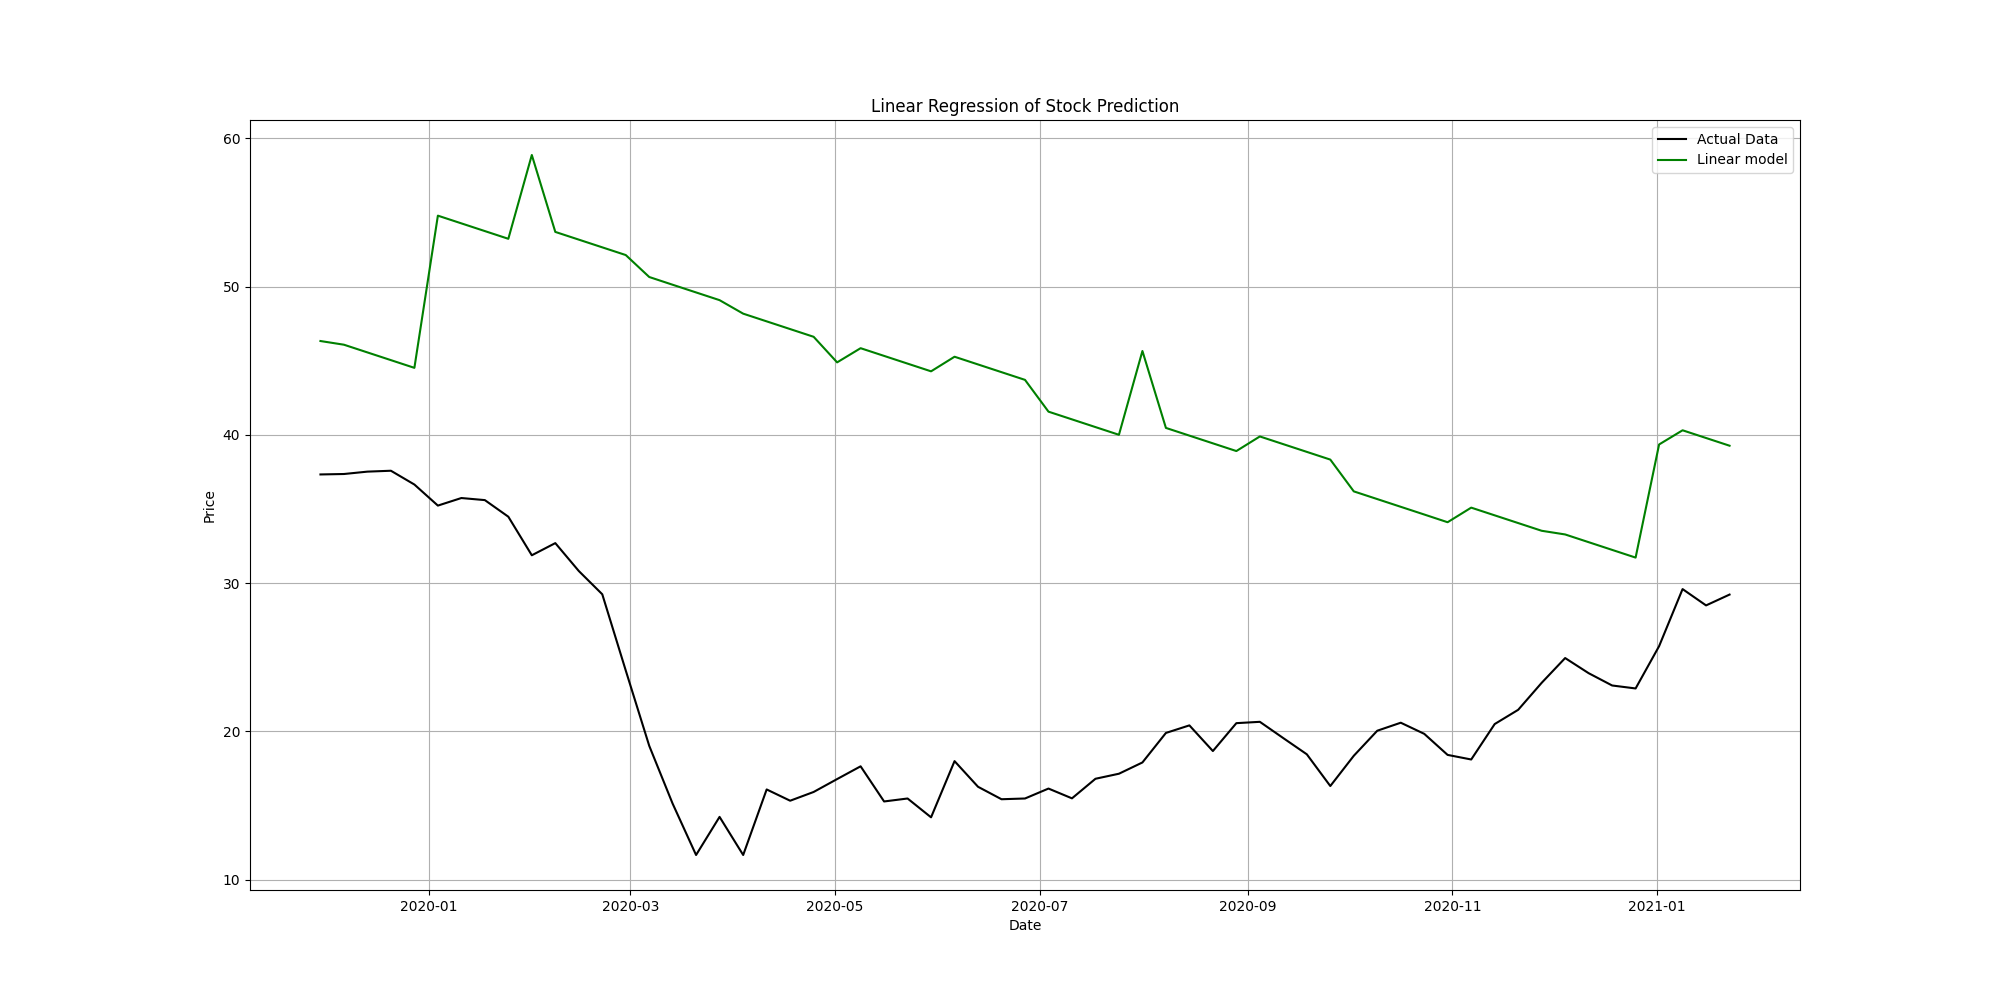 Linear Regression of Stock Prediction
Actual Data
Linear model
60
50
40
30
20
10
Price
2020-01 2020-03 2020-05 2020-07 2020-09 2020-11 2021-01
Date